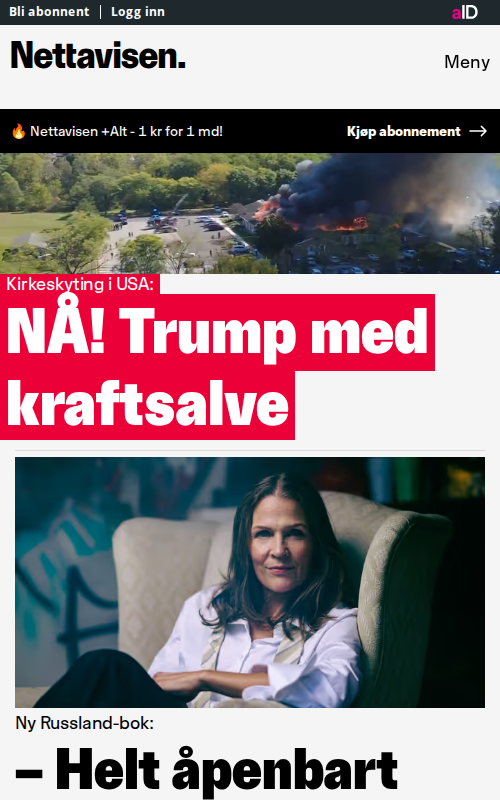 Bli abonnent | Logg inn
aID
Nettavisen.
Meny
🔥 Nettavisen +Alt - 1 kr for 1 md!
Kjøp abonnement →
Kirkeskyting i USA:
NÅ! Trump med
kraftsalve
Ny Russland-bok:
– Helt åpenbart